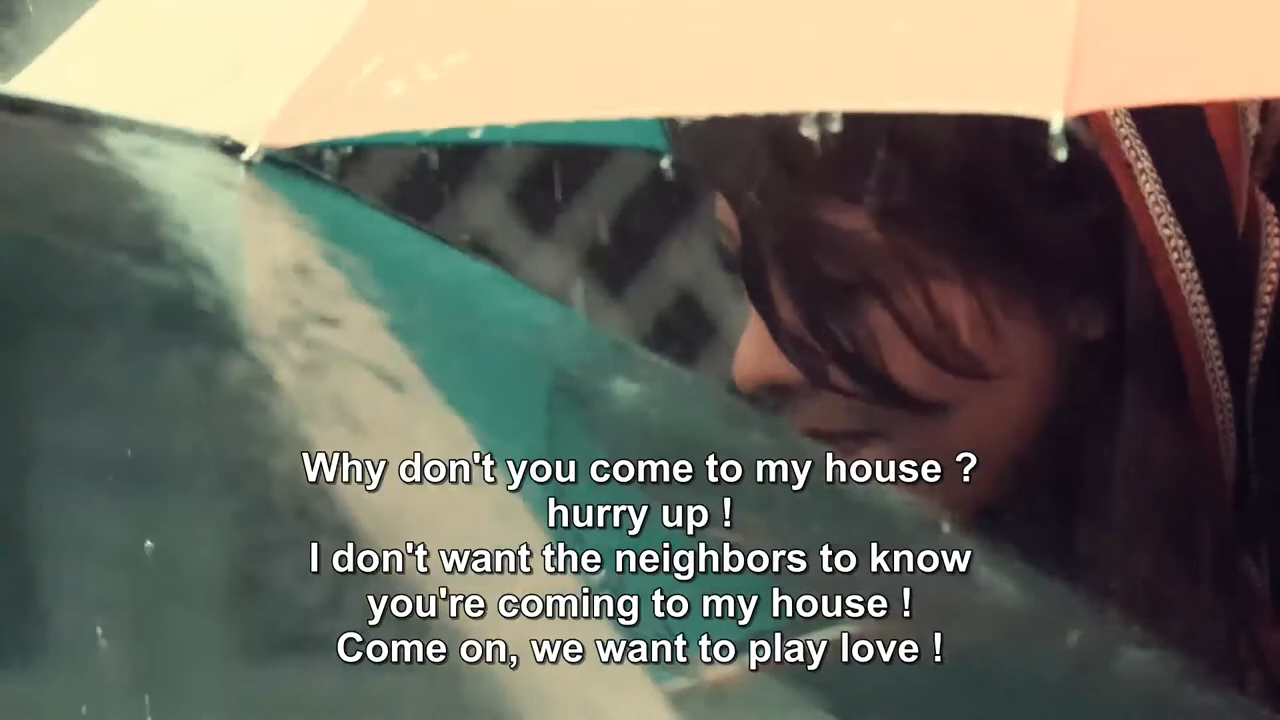 Why don't you come to my house ?
hurry up !
I don't want the neighbors to know
you're coming to my house !
Come on, we want to play love !